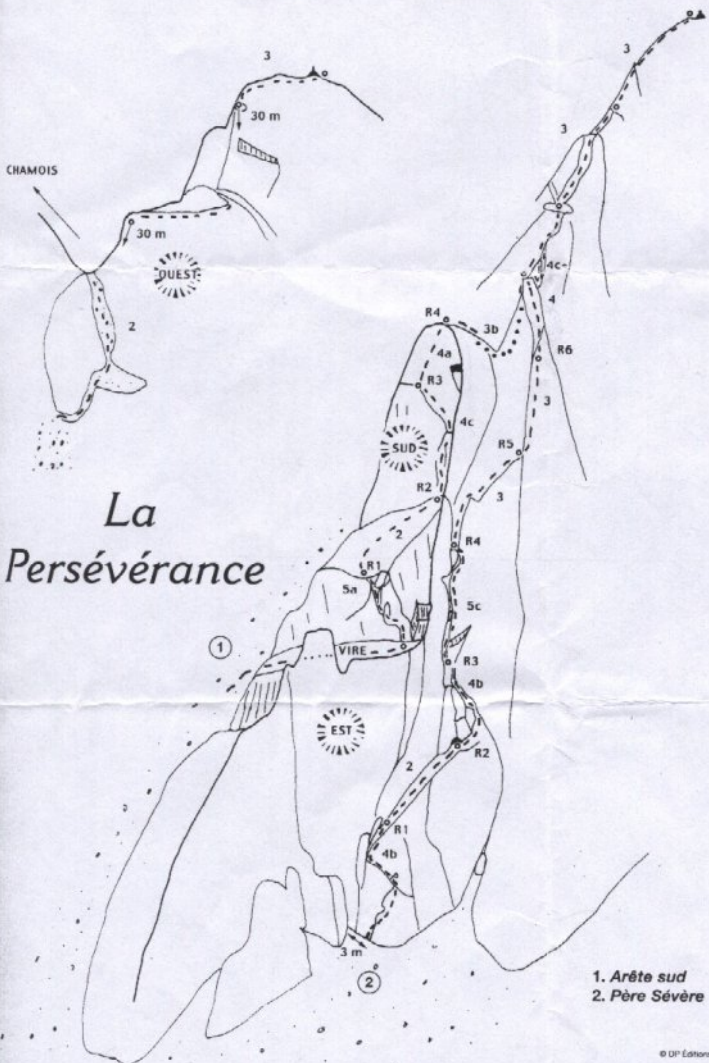 3
30 m
CHAMOIS
30 m
OUEST
2
3
3
4c-
4
R4
3b
R6
4a
R3
3
4c
SUD
R5
R2
3
La
Persévérance
2
R4
R1
5a
5c
1
VIRE
R3
4b
EST
R2
2
R1
4b
3 m
2
1. Arête sud
2. Père Sévère
© DP Éditions